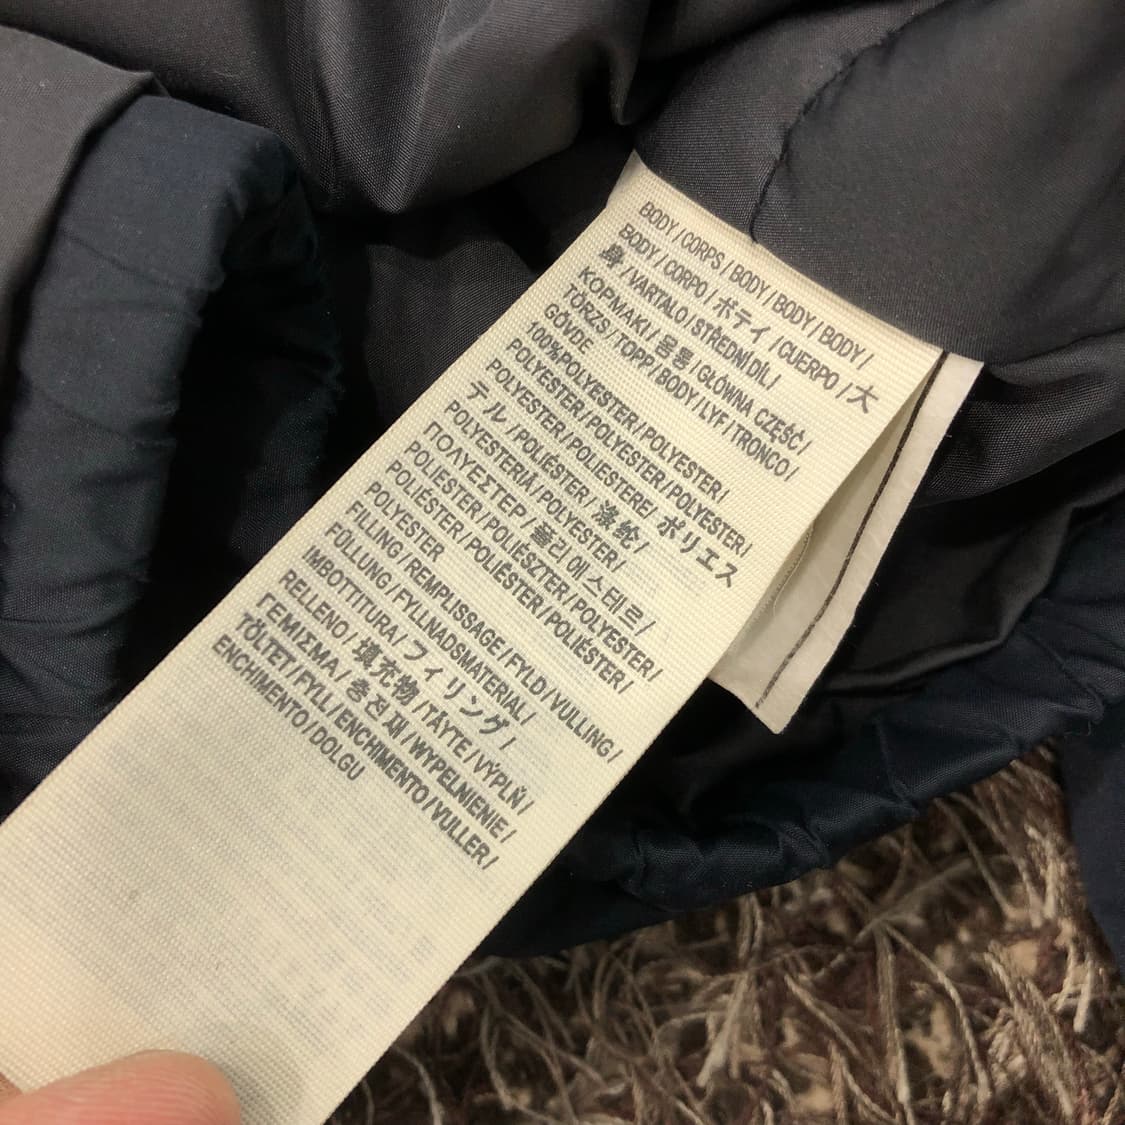 BODY/CORPS/BODY/BODY/BODY/
BODY/CORPO/ボディ/CUERPO/大
身/VARTALO/STŘEDNÍ DÍL/
ΚΟΡΜΑΚΙ/몸통/GŁÓWNA CZĘŚĆ/
TÖRZS/TOPP/BODY/LYF/TRONCO/
GÖVDE
100%POLYESTER/POLYESTER/
POLYESTER/POLYESTER/POLYESTER/
POLYESTER/POLIESTERE/ポリエス
テル/POLIÉSTER/涤纶/
POLYESTERIÀ/POLYESTER/
ΠΟΛΥΕΣΤΕΡ/폴리에스테르/
POLIESTER/POLIÉSZTER/POLYESTER/
POLIÉSTER/POLIÉSTER/POLIÉSTER/
POLYESTER
FILLING/REMPLISSAGE/FYLD/VULLING/
FÜLLUNG/FYLLNADSMATERIAL/
IMBOTTITURA/フィリング/
RELLENO/填充物/TÄYTE/VÝPLŇ/
ΓΕΜΙΣΜΑ/충전재/WYPEŁNIENIE/
TÖLTET/FYLL/ENCHIMENTO/VULLER/
ENCHIMENTO/DOLGU